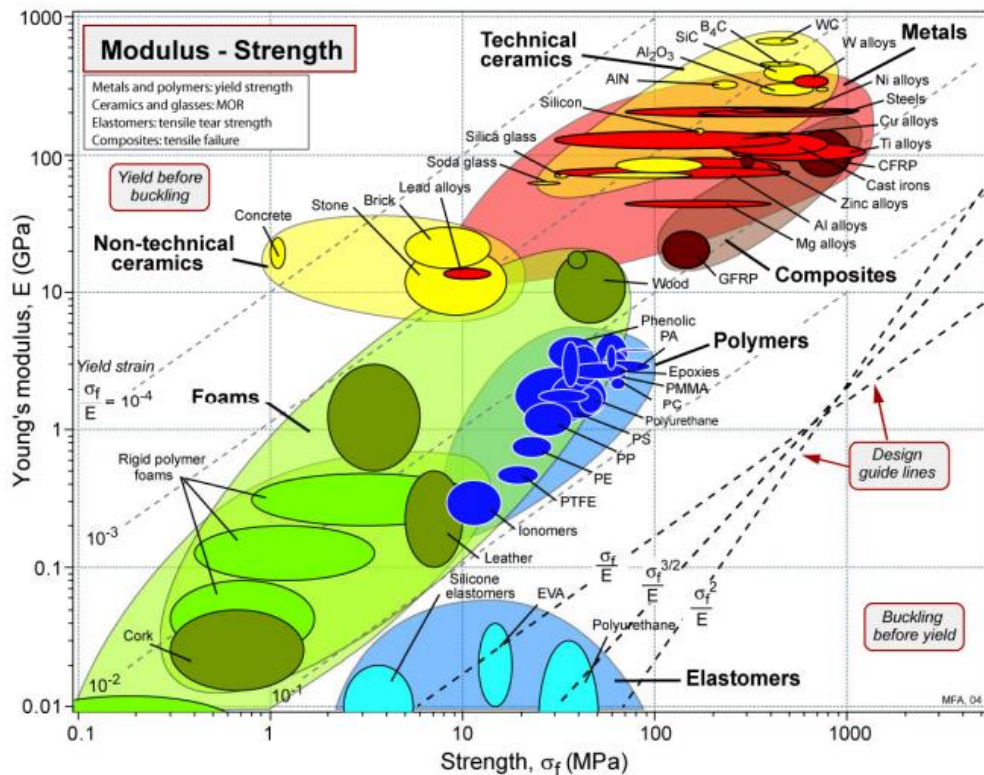 Modulus - Strength
Metals and polymers: yield strength
Ceramics and glasses: MOR
Elastomers: tensile tear strength
Composites: tensile failure
Young's modulus, E (GPa)
1000
100
10
1
0.1
0.01
0.1
1
10
100
1000
Strength, σf (MPa)
Yield before
buckling
Technical
ceramics
Al2O3
SiC
B4C
WC
W alloys
Metals
AlN
Ni alloys
Steels
Silicon
Cu alloys
Silica glass
Ti alloys
Soda glass
CFRP
Cast irons
Lead alloys
Zinc alloys
Brick
Stone
Concrete
Al alloys
Mg alloys
Non-technical
ceramics
GFRP
Composites
Wood
Phenolic
PA
Polymers
Epoxies
PMMA
PC
Polyurethane
PS
PP
PE
PTFE
Ionomers
Leather
Yield strain
σf
E = 10-4
Foams
Rigid polymer
foams
10-3
10-2
10-1
Cork
Silicone
elastomers
EVA
Polyurethane
Elastomers
σf
E
σf3/2
E
σf2
E
Design
guide lines
Buckling
before yield
MFA, 04